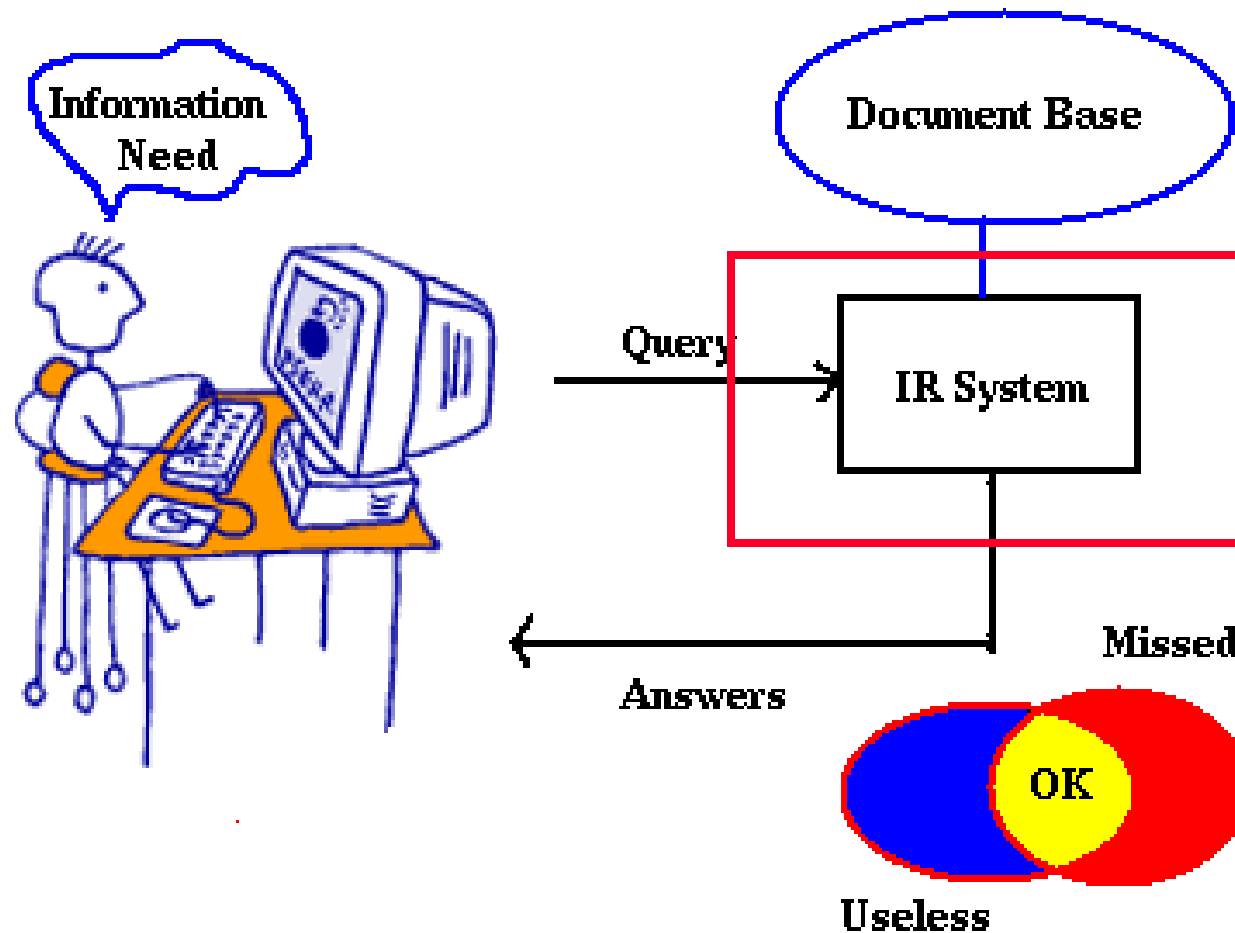 Information
Need
Document Base
Query
IR System
Missed
Answers
OK
Useless